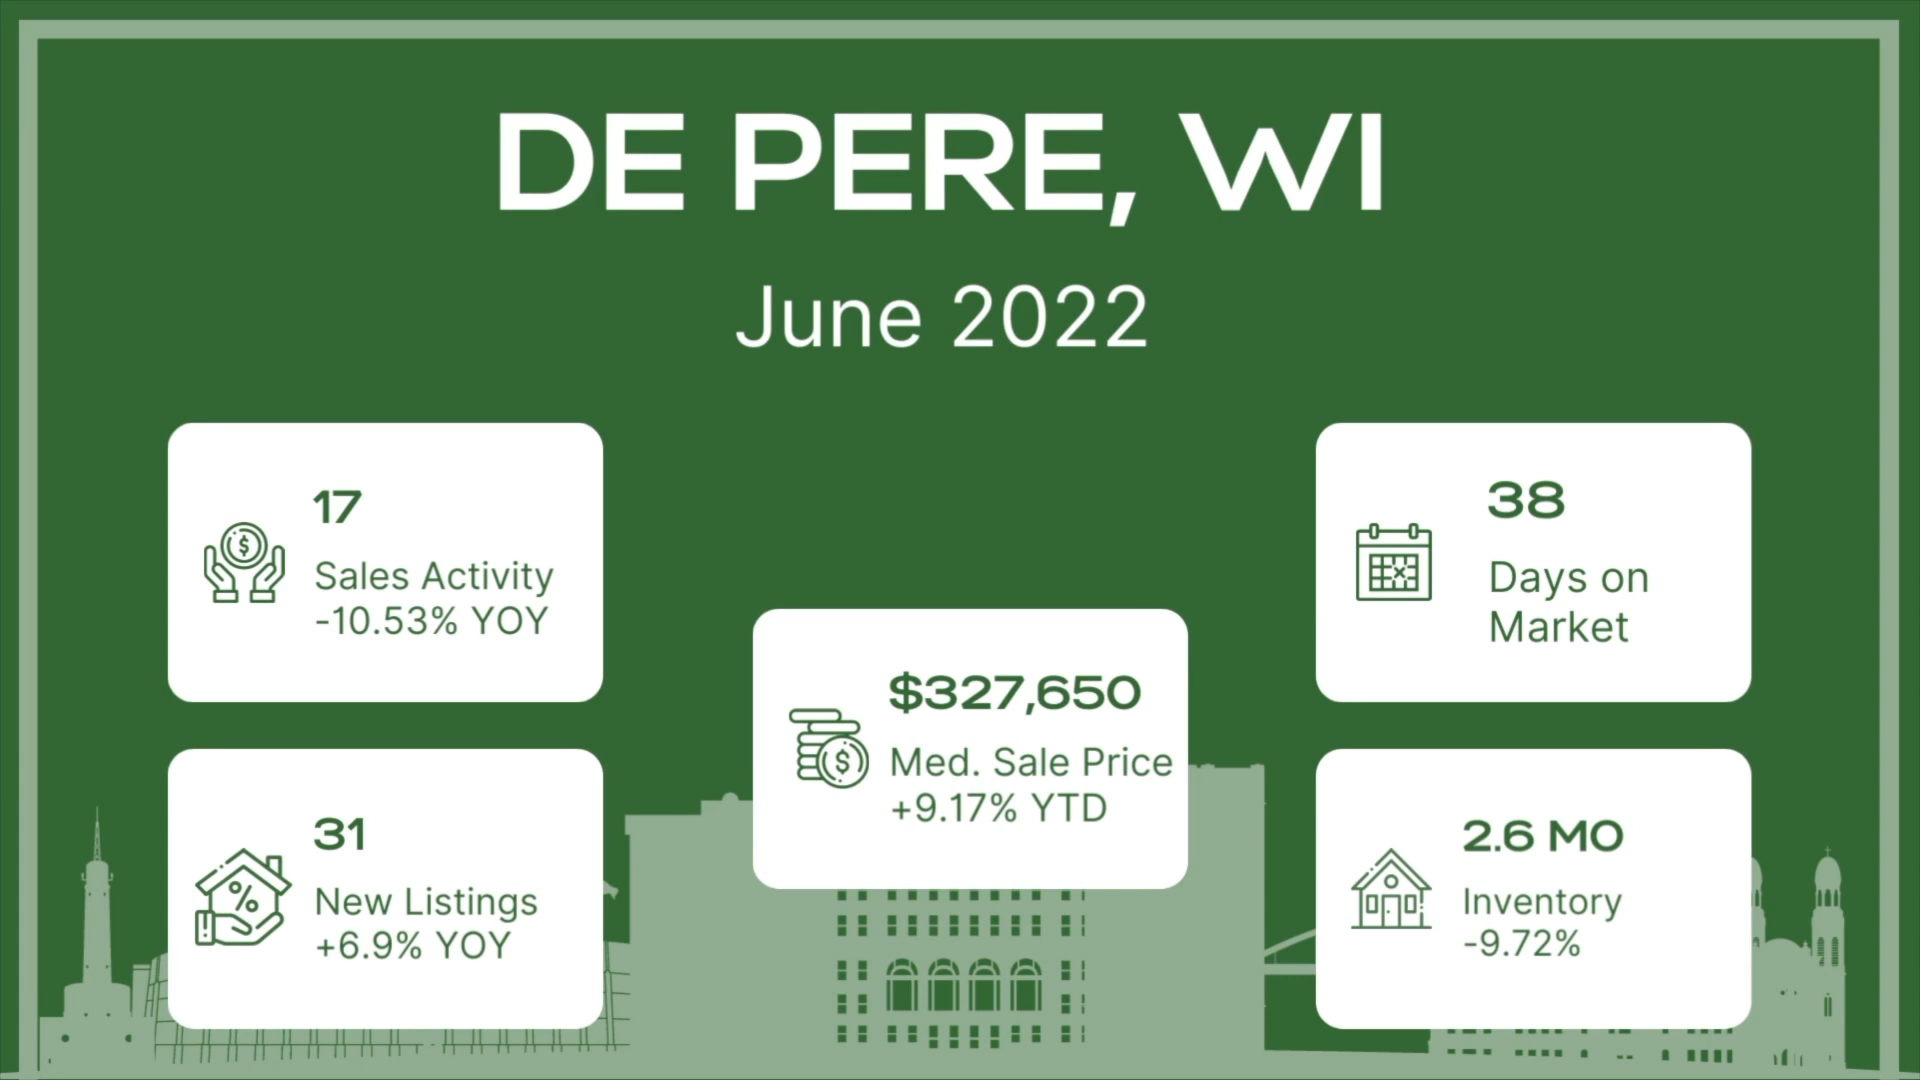 DE PERE, WI
June 2022
17
Sales Activity
-10.53% YOY
31
New Listings
+6.9% YOY
$327,650
Med. Sale Price
+9.17% YTD
38
Days on
Market
2.6 MO
Inventory
-9.72%